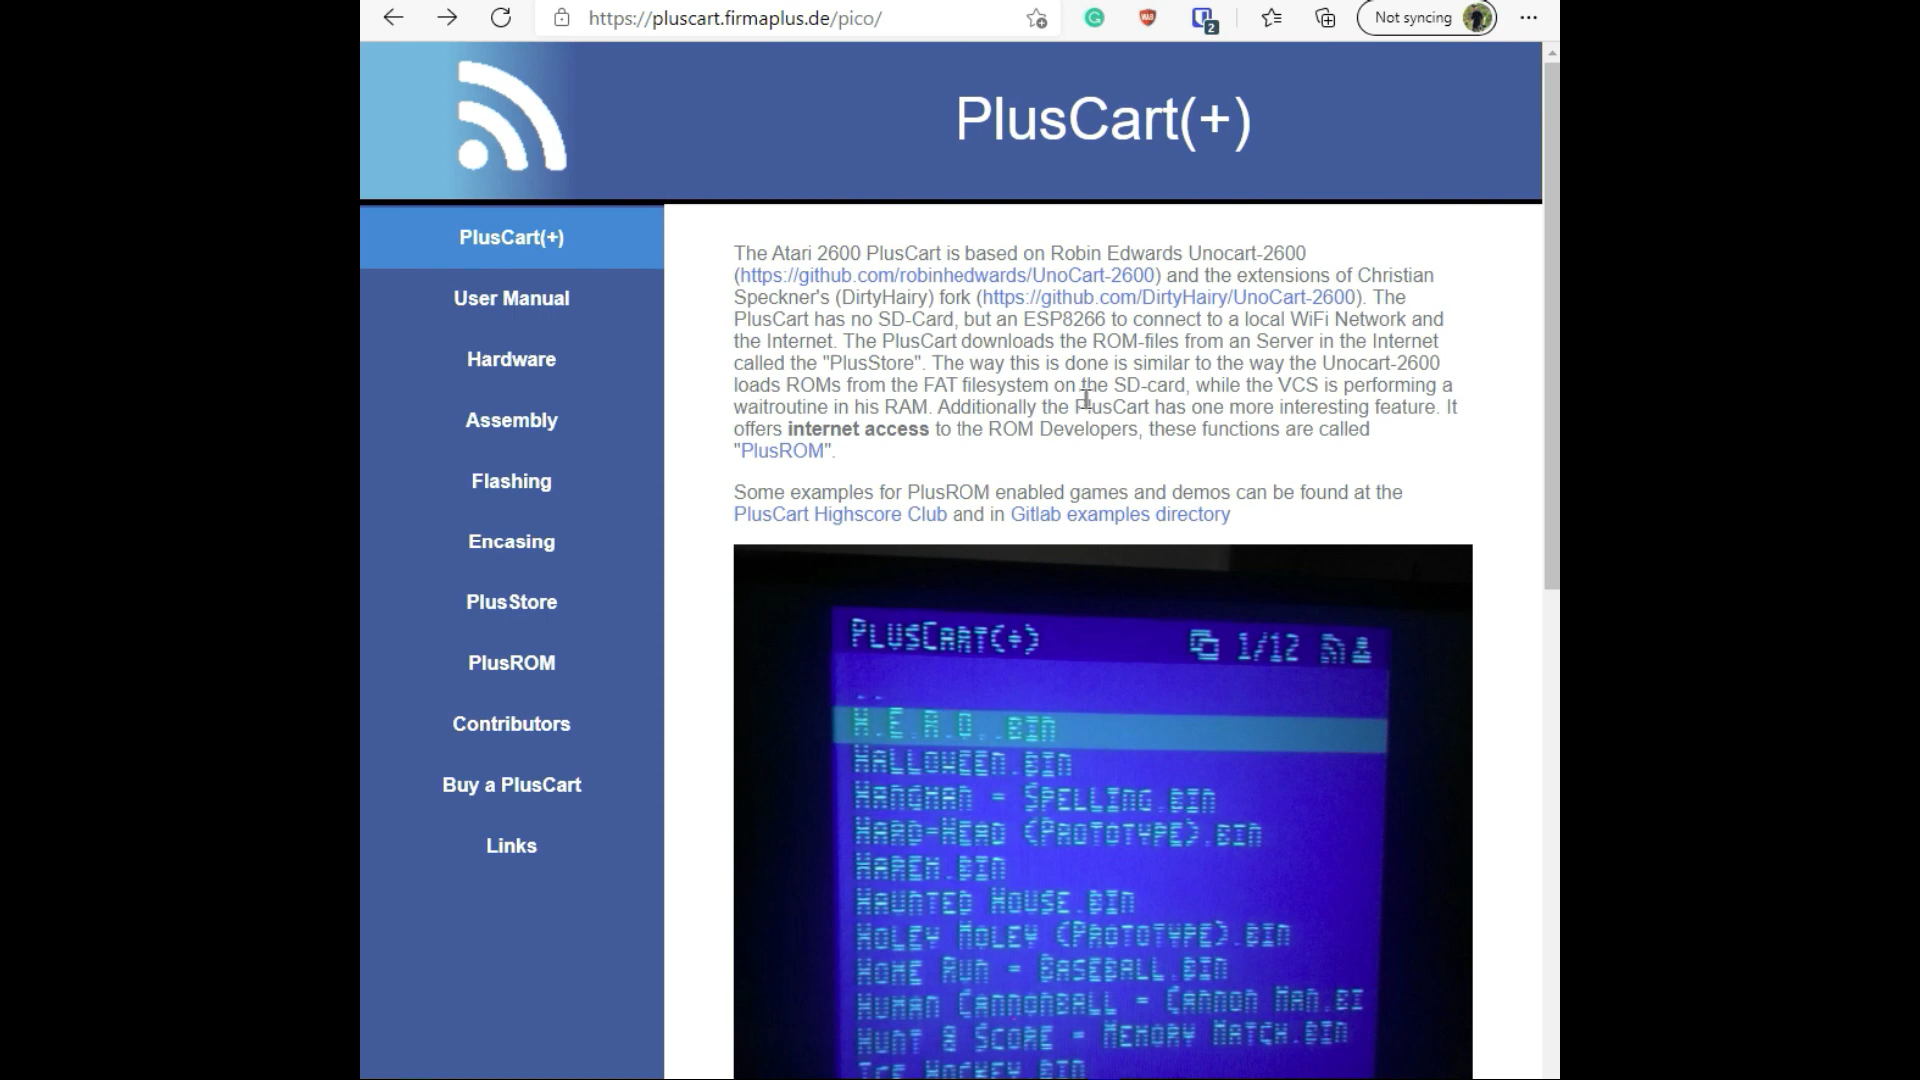 https://pluscart.firmaplus.de/pico/
2
Not syncing
PlusCart(+)
PlusCart(+)
User Manual
Hardware
Assembly
Flashing
Encasing
PlusStore
PlusROM
Contributors
Buy a PlusCart
Links
The Atari 2600 PlusCart is based on Robin Edwards Unocart-2600
(https://github.com/robinhedwards/UnoCart-2600) and the extensions of Christian
Speckner's (DirtyHairy) fork (https://github.com/DirtyHairy/UnoCart-2600). The
PlusCart has no SD-Card, but an ESP8266 to connect to a local WiFi Network and
the Internet. The PlusCart downloads the ROM-files from an Server in the Internet
called the "PlusStore". The way this is done is similar to the way the Unocart-2600
loads ROMs from the FAT filesystem on the SD-card, while the VCS is performing a
waitroutine in his RAM. Additionally the PlusCart has one more interesting feature. It
offers internet access to the ROM Developers, these functions are called
"PlusROM".
Some examples for PlusROM enabled games and demos can be found at the
PlusCart Highscore Club and in Gitlab examples directory
PlusCart(+) 1/12
..
H.E.R.O..bin
Halloween.bin
Hangman - Spelling.bin
Hard-Head (Prototype).bin
Harem.bin
Haunted House.bin
Holey Moley (Prototype).bin
Home Run - Baseball.bin
Human Cannonball - Cannon Man.bi
Hunt & Score - Memory Match.bin
Ice Hockey.bin